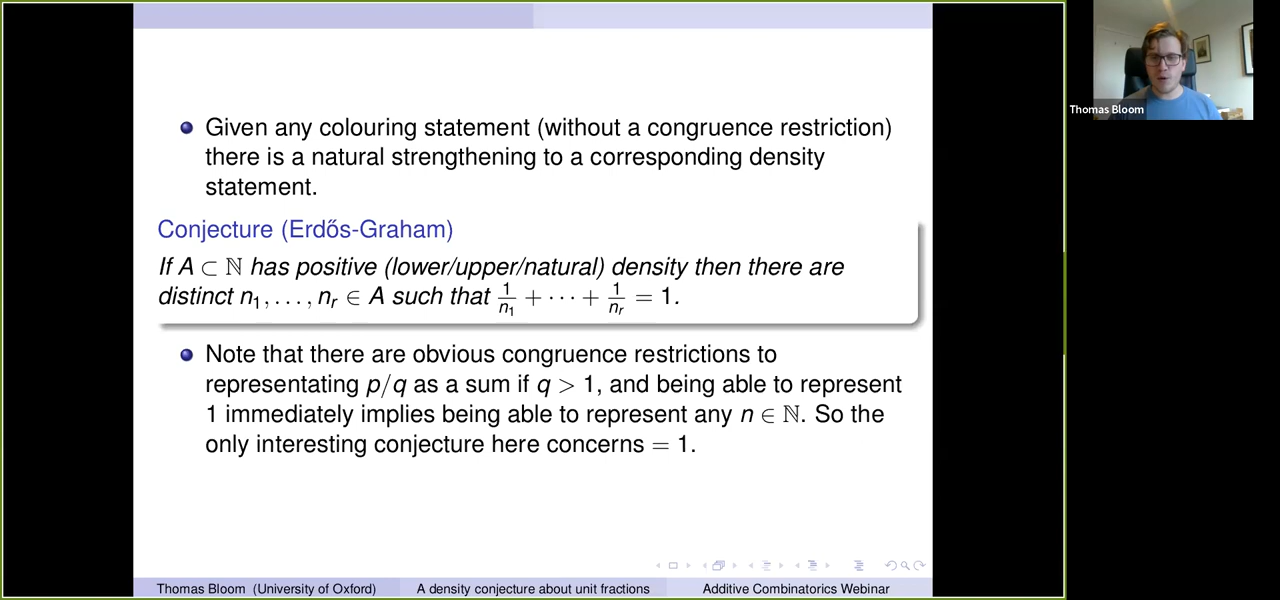 Given any colouring statement (without a congruence restriction)
there is a natural strengthening to a corresponding density
statement.
Conjecture (Erdős-Graham)
If A ⊂ ℕ has positive (lower/upper/natural) density then there are
distinct n₁, . . . , nᵣ ∈ A such that 1/n₁ + · · · + 1/nᵣ = 1.
Note that there are obvious congruence restrictions to
representating p/q as a sum if q > 1, and being able to represent
1 immediately implies being able to represent any n ∈ ℕ. So the
only interesting conjecture here concerns = 1.
Thomas Bloom (University of Oxford)
A density conjecture about unit fractions
Additive Combinatorics Webinar
Thomas Bloom